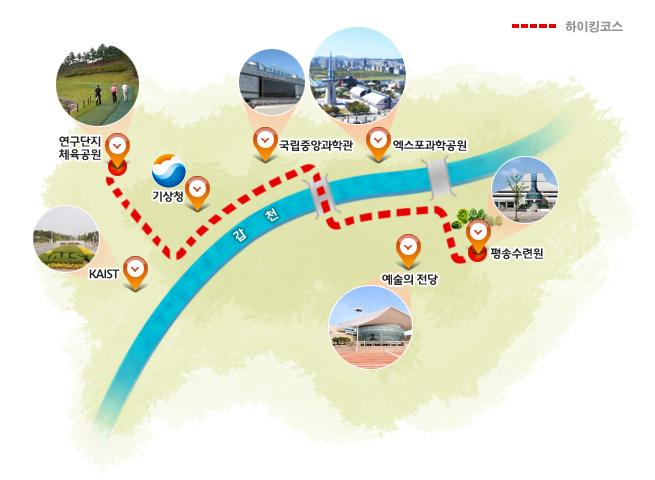 하이킹코스
연구단지
체육공원
국립중앙과학관
엑스포과학공원
기상청
갑천
KAIST
평송수련원
예술의 전당